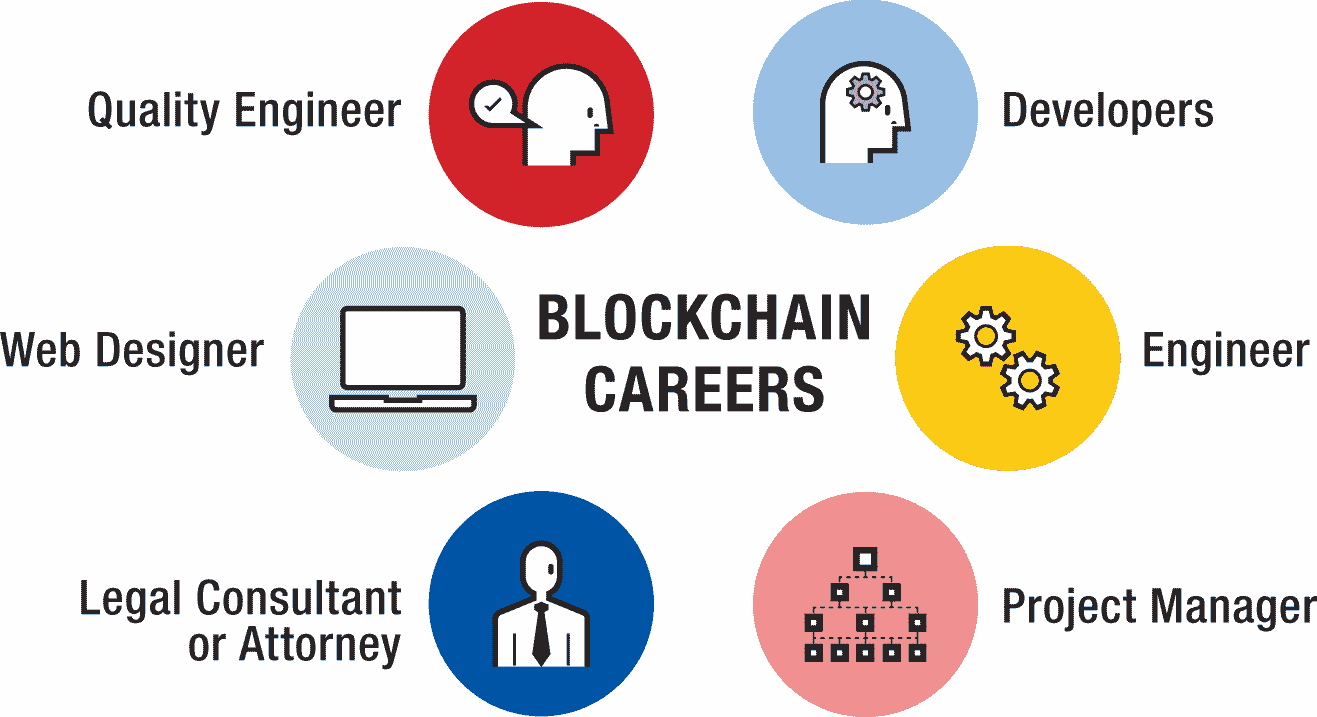 Quality Engineer
Developers
Web Designer
BLOCKCHAIN
CAREERS
Engineer
Legal Consultant
or Attorney
Project Manager